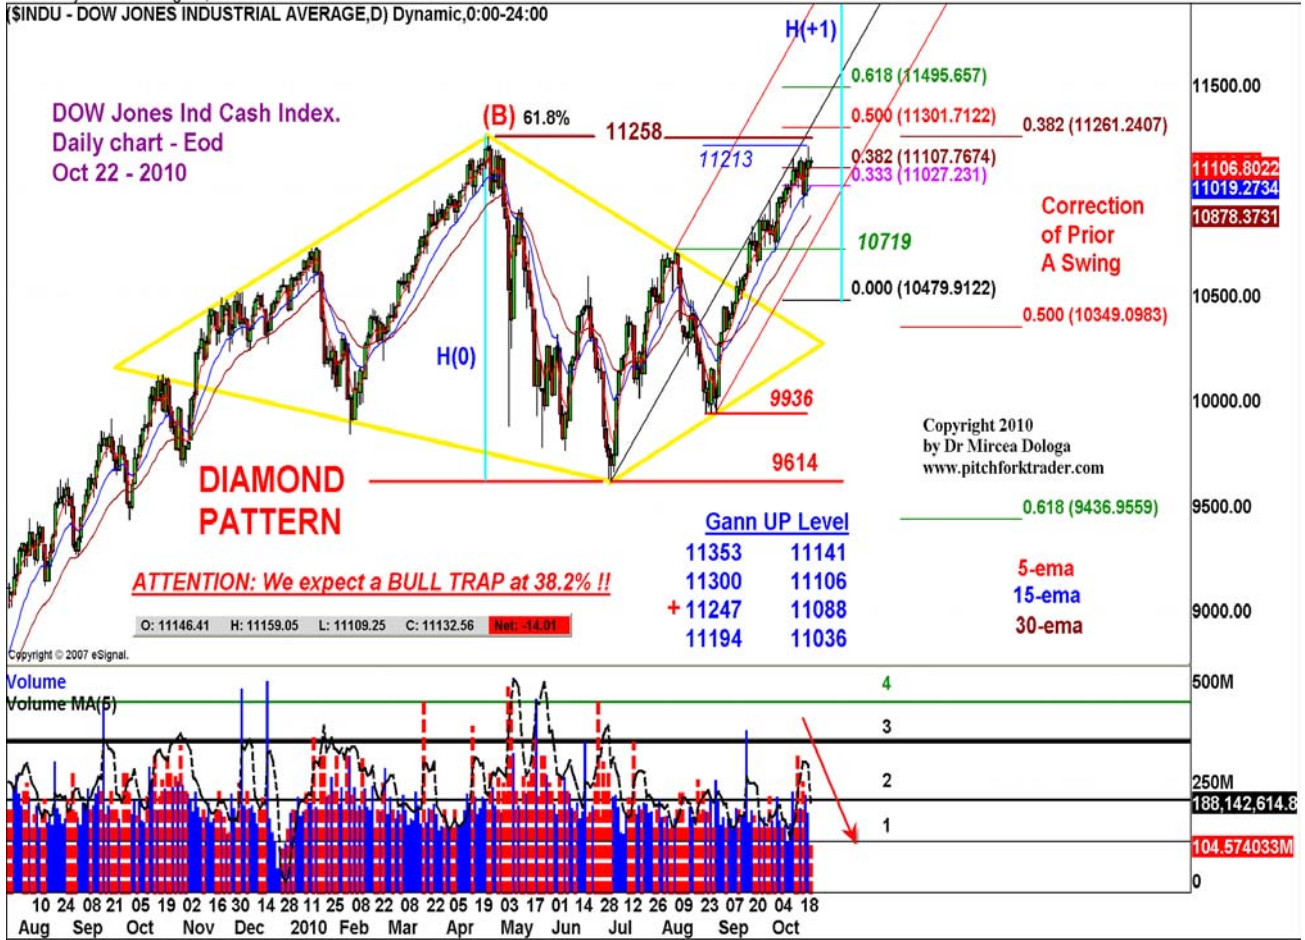 ($INDU - DOW JONES INDUSTRIAL AVERAGE,D) Dynamic,0:00-24:00
H(+1)
0.618 (11495.657)
11500.00
DOW Jones Ind Cash Index.
Daily chart - Eod
Oct 22 - 2010
(B) 61.8%
11258
0.500 (11301.7122)
0.382 (11261.2407)
11213
0.382 (11107.7674)
0.333 (11027.231)
11106.8022
11019.2734
10878.3731
Correction
of Prior
A Swing
10719
0.000 (10479.9122)
10500.00
0.500 (10349.0983)
H(0)
9936
10000.00
Copyright 2010
by Dr Mircea Dologa
www.pitchforktrader.com
9614
DIAMOND
PATTERN
0.618 (9436.9559)
9500.00
Gann UP Level
11353 11141
11300 11106
+ 11247 11088
11194 11036
ATTENTION: We expect a BULL TRAP at 38.2% !!
5-ema
15-ema
30-ema
9000.00
O: 11146.41 H: 11159.05 L: 11109.25 C: 11132.56 Net: -14.01
Copyright © 2007 eSignal.
Volume
Volume MA(5)
4
500M
3
2
250M
188,142,614.8
1
104.574033M
0
10 24 08 21 05 19 02 16 30 14 28 11 25 08 22 08 22 05 19 03 17 01 14 28 12 26 09 23 07 20 04 18
Aug Sep Oct Nov Dec 2010 Feb Mar Apr May Jun Jul Aug Sep Oct